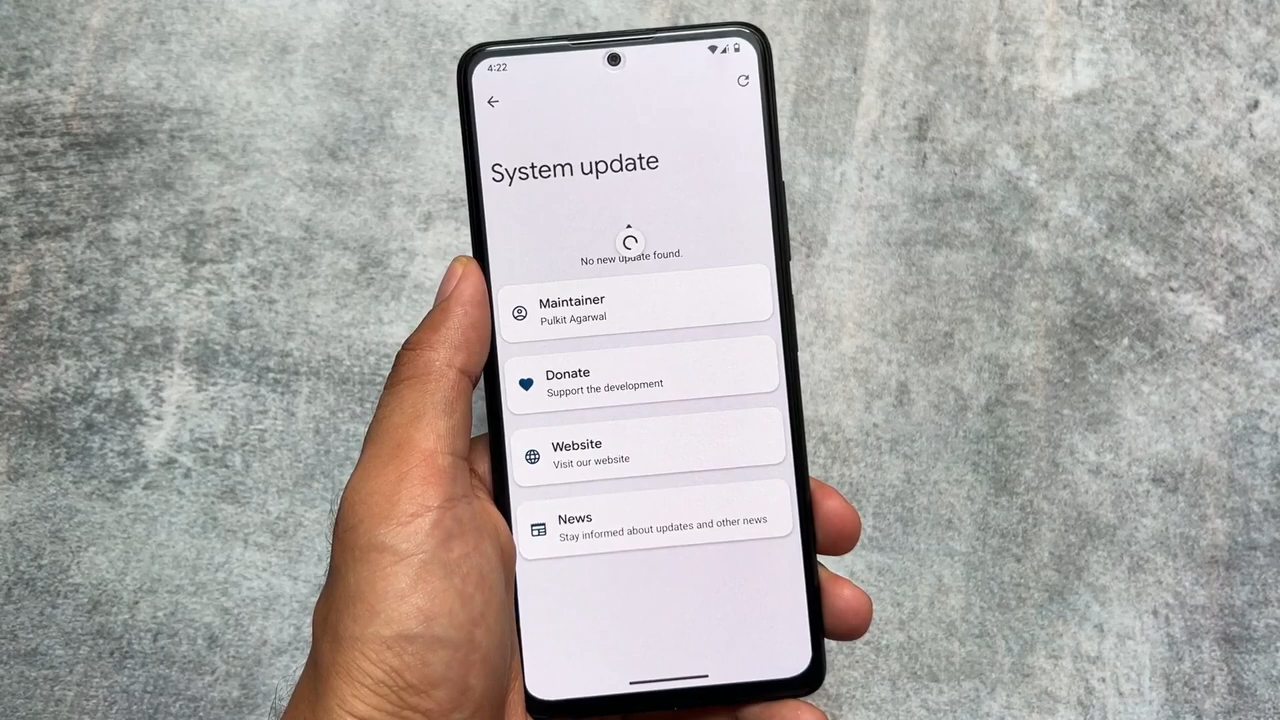 4:22
System update
No new update found.
Maintainer
Pulkit Agarwal
Donate
Support the development
Website
Visit our website
News
Stay informed about updates and other news